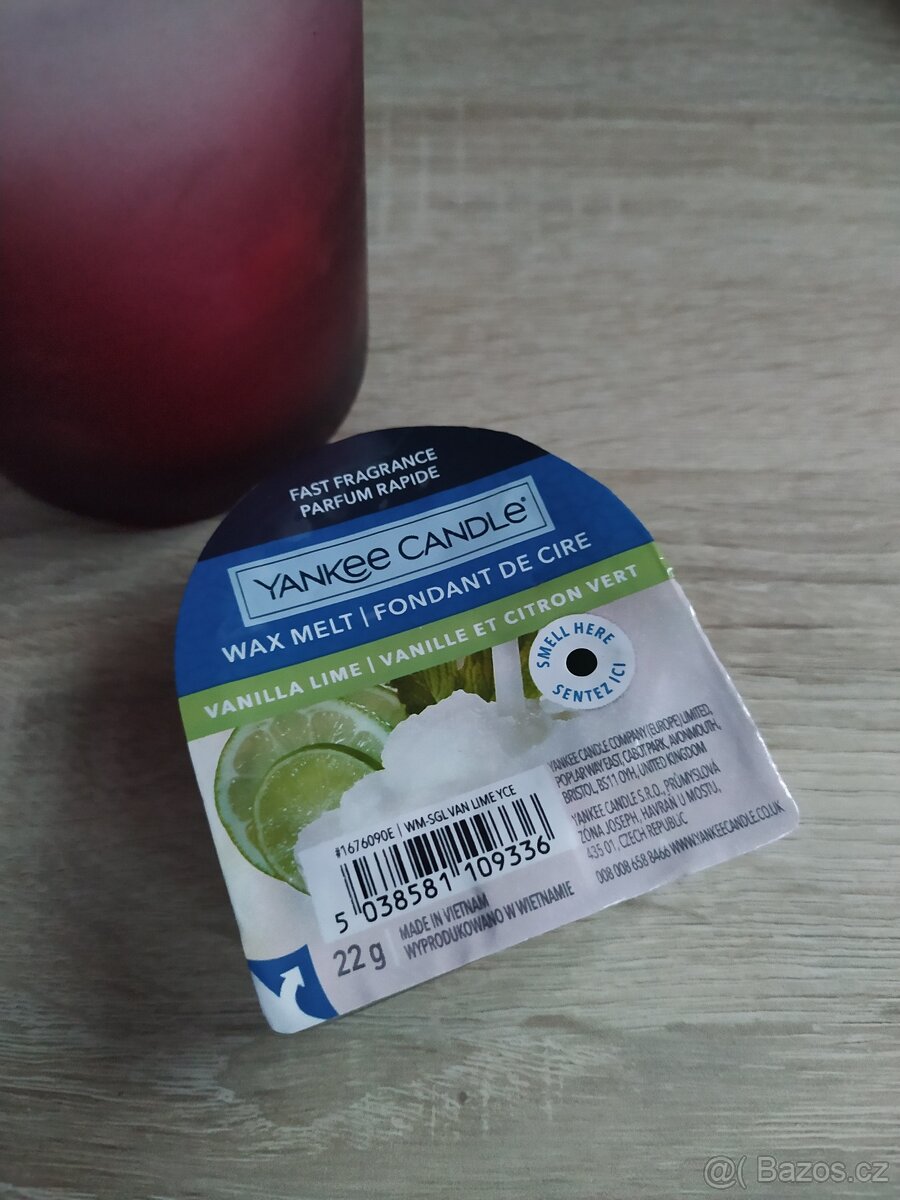 FAST FRAGRANCE
PARFUM RAPIDE
YANKEE CANDLE®
WAX MELT | FONDANT DE CIRE
VANILLA LIME | VANILLE ET CITRON VERT
SMELL HERE
SENTEZ ICI
YANKEE CANDLE COMPANY (EUROPE) LIMITED,
POPLAR WAY EAST, CABOT PARK, AVONMOUTH,
BRISTOL, BS11 0YH, UNITED KINGDOM
YANKEE CANDLE S.R.O., PRŮMYSLOVÁ
ZÓNA JOSEPH, HAVRAŇ U MOSTU,
435 01, CZECH REPUBLIC
008 008 658 8466 WWW.YANKEECANDLE.CO.UK
#1676090E | WM-SGL VAN LIME YCE
5 038581 109336
22 g
MADE IN VIETNAM
WYPRODUKOWANO W WIETNAMIE
@( Bazos.cz